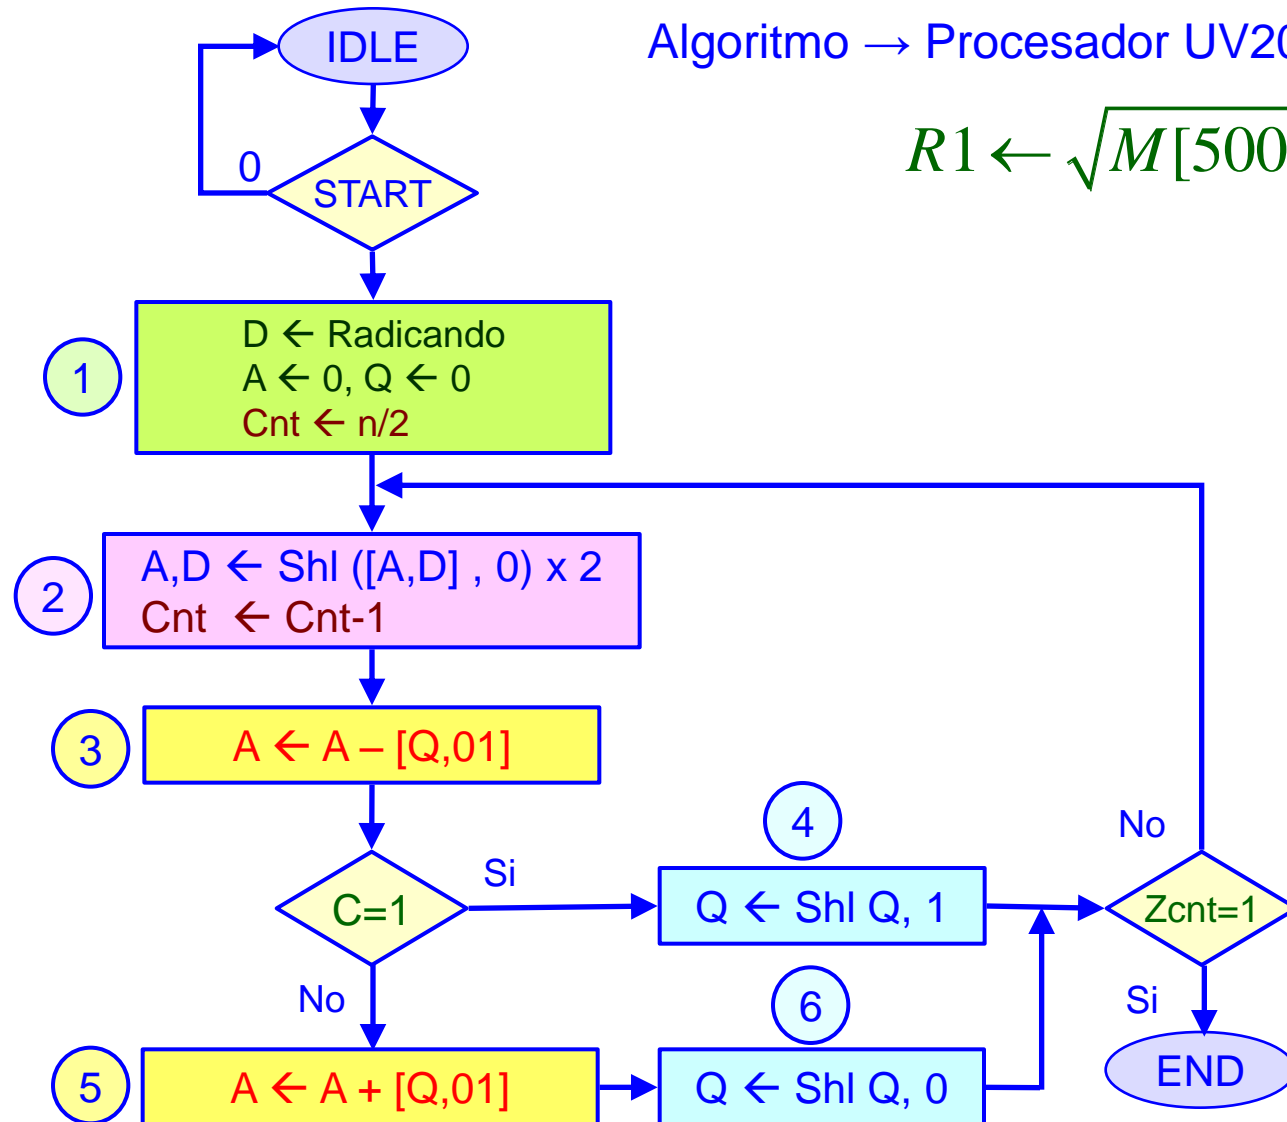 IDLE
Algoritmo → Procesador UV20
R1 ← √M[500
0
START
1
D ← Radicando
A ← 0, Q ← 0
Cnt ← n/2
2
A,D ← Shl ([A,D] , 0) x 2
Cnt ← Cnt-1
3
A ← A – [Q,01]
4
No
C=1
Si
Q ← Shl Q, 1
Zcnt=1
No
6
Si
5
A ← A + [Q,01]
Q ← Shl Q, 0
END